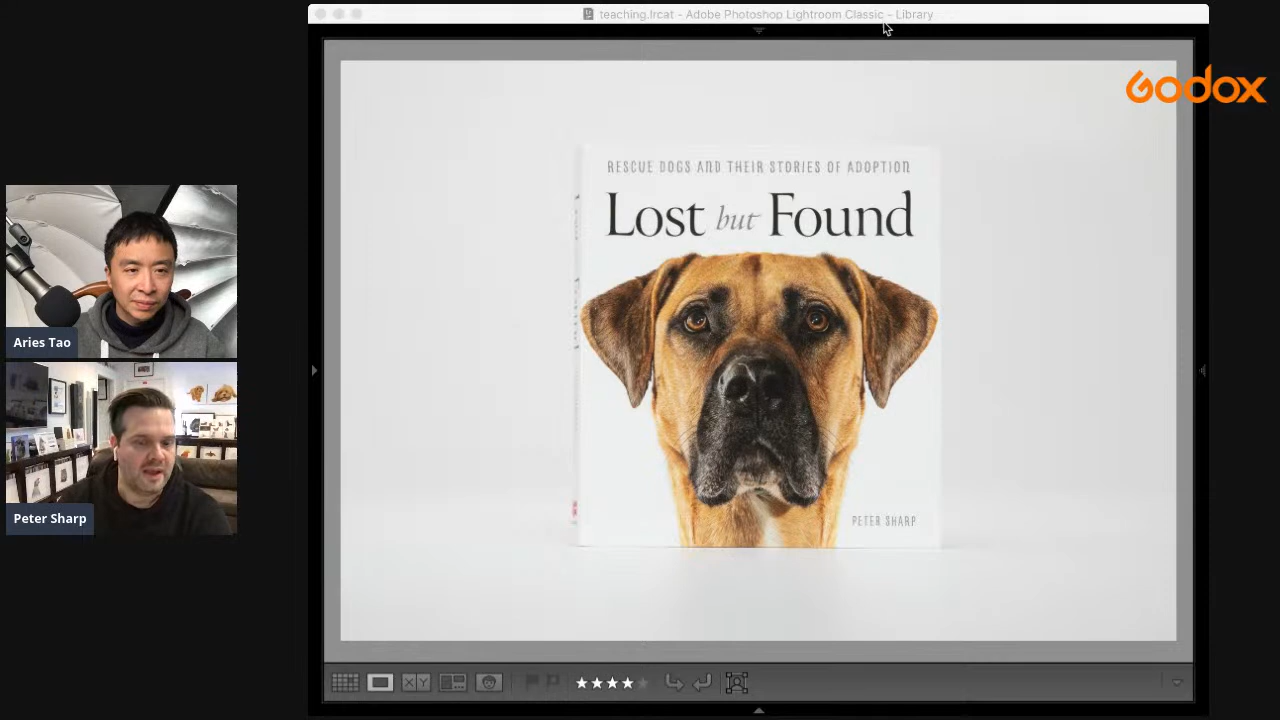 teaching.lrcat - Adobe Photoshop Lightroom Classic - Library
GODOX
RESCUE DOGS AND THEIR STORIES OF ADOPTION
Lost but Found
PETER SHARP
Aries Tao
Peter Sharp
XY